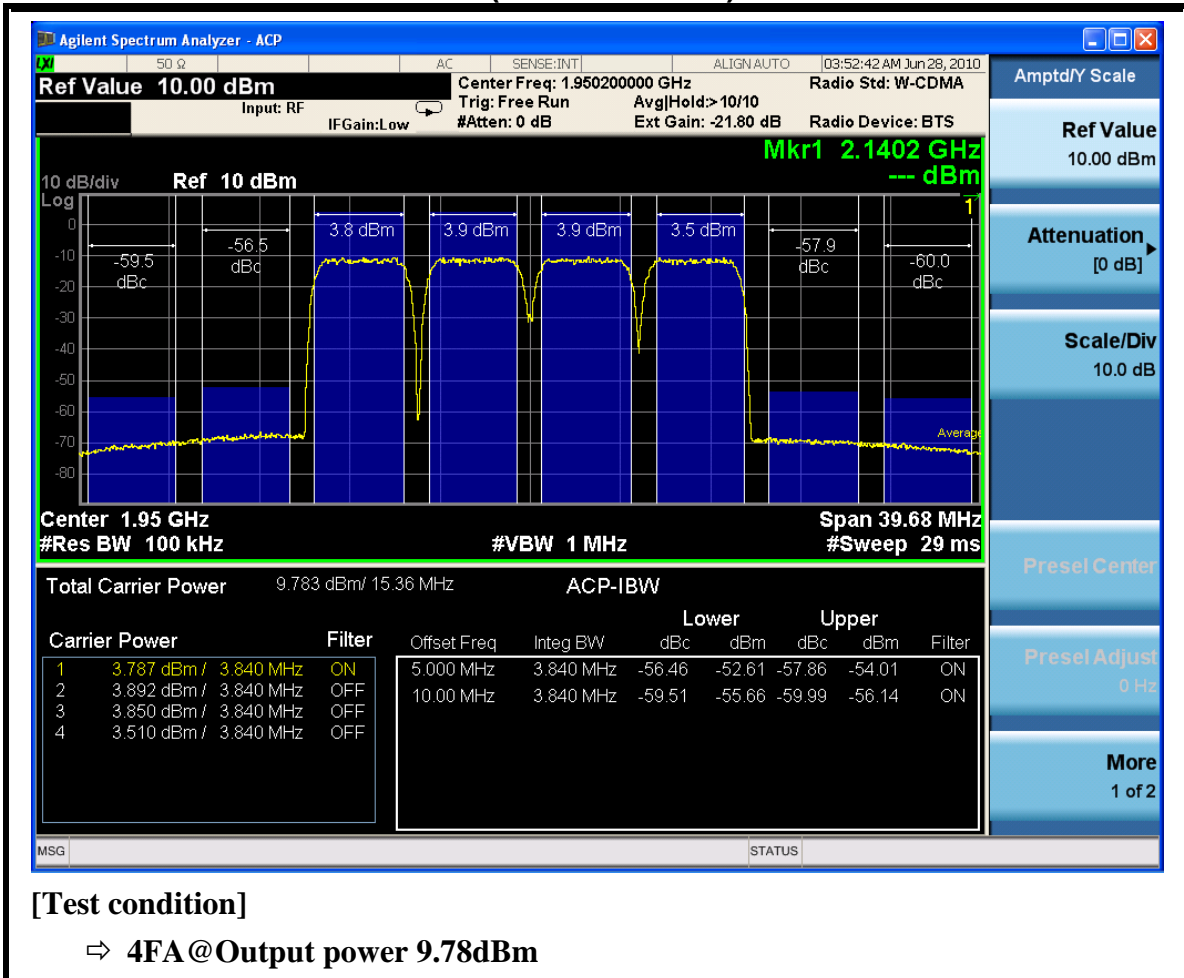 Agilent Spectrum Analyzer - ACP
LXI 50 Ω AC SENSE:INT ALIGN AUTO 03:52:42 AM Jun 28, 2010
Ref Value 10.00 dBm
Input: RF
IFGain:Low
Center Freq: 1.950200000 GHz
Trig: Free Run Avg|Hold:> 10/10
#Atten: 0 dB Ext Gain: -21.80 dB
Radio Std: W-CDMA
Radio Device: BTS
Mkr1 2.1402 GHz
--- dBm
10 dB/div Ref 10 dBm
Log
1
0
-10
-20
-30
-40
-50
-60
-70
-80
-59.5
dBc
-56.5
dBc
3.8 dBm
3.9 dBm
3.9 dBm
3.5 dBm
-57.9
dBc
-60.0
dBc
Average
Center 1.95 GHz Span 39.68 MHz
#Res BW 100 kHz #VBW 1 MHz #Sweep 29 ms
Total Carrier Power 9.783 dBm/ 15.36 MHz ACP-IBW
Lower Upper
Carrier Power Filter
1 3.787 dBm / 3.840 MHz ON
2 3.892 dBm / 3.840 MHz OFF
3 3.850 dBm / 3.840 MHz OFF
4 3.510 dBm / 3.840 MHz OFF
Offset Freq Integ BW dBc dBm dBc dBm Filter
5.000 MHz 3.840 MHz -56.46 -52.61 -57.86 -54.01 ON
10.00 MHz 3.840 MHz -59.51 -55.66 -59.99 -56.14 ON
MSG STATUS
Amptd/Y Scale
Ref Value
10.00 dBm
Attenuation
[0 dB]
Scale/Div
10.0 dB
Presel Center
Presel Adjust
0 Hz
More
1 of 2
[Test condition]
⇨ 4FA@Output power 9.78dBm